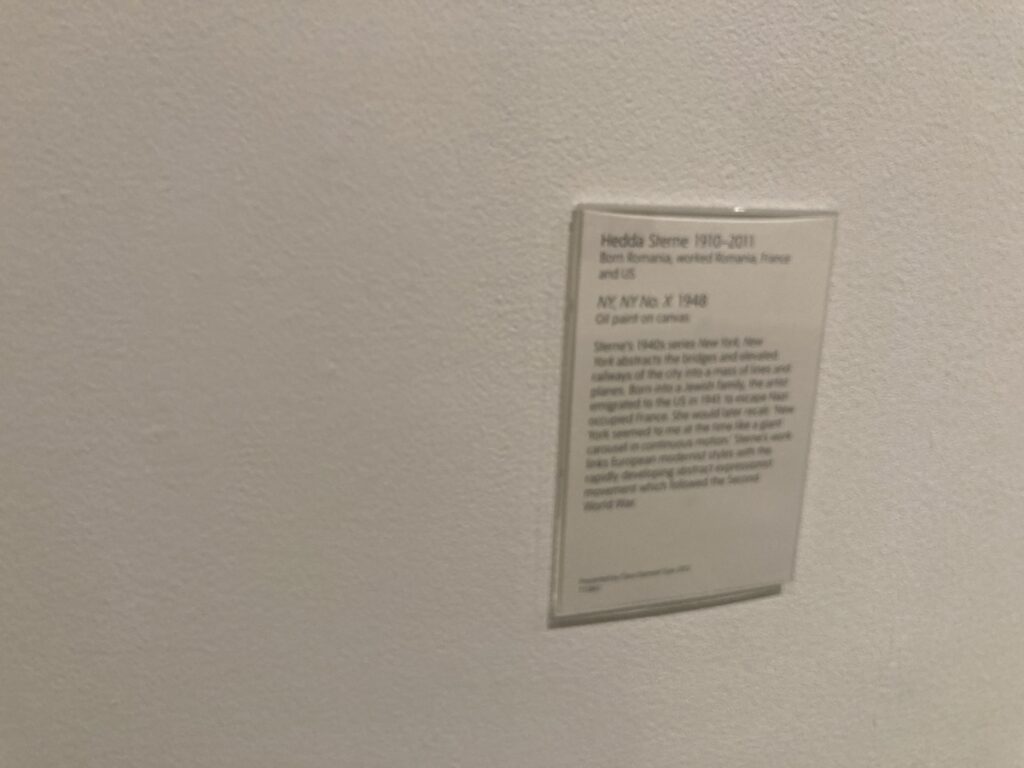 Hedda Sterne 1910–2011
Born Romania, worked Romania, France
and US
NY, NY No. X 1948
Oil paint on canvas
Sterne's 1940s series New York, New
York abstracts the bridges and elevated
railways of the city into a mass of lines and
planes. Born into a Jewish family, the artist
emigrated to the US in 1941 to escape Nazi
occupied France. She would later recall: 'New
York seemed to me at the time like a giant
carousel in continuous motion.' Sterne's work
links European modernist styles with the
rapidly developing abstract expressionist
movement which followed the Second
World War.
Presented by